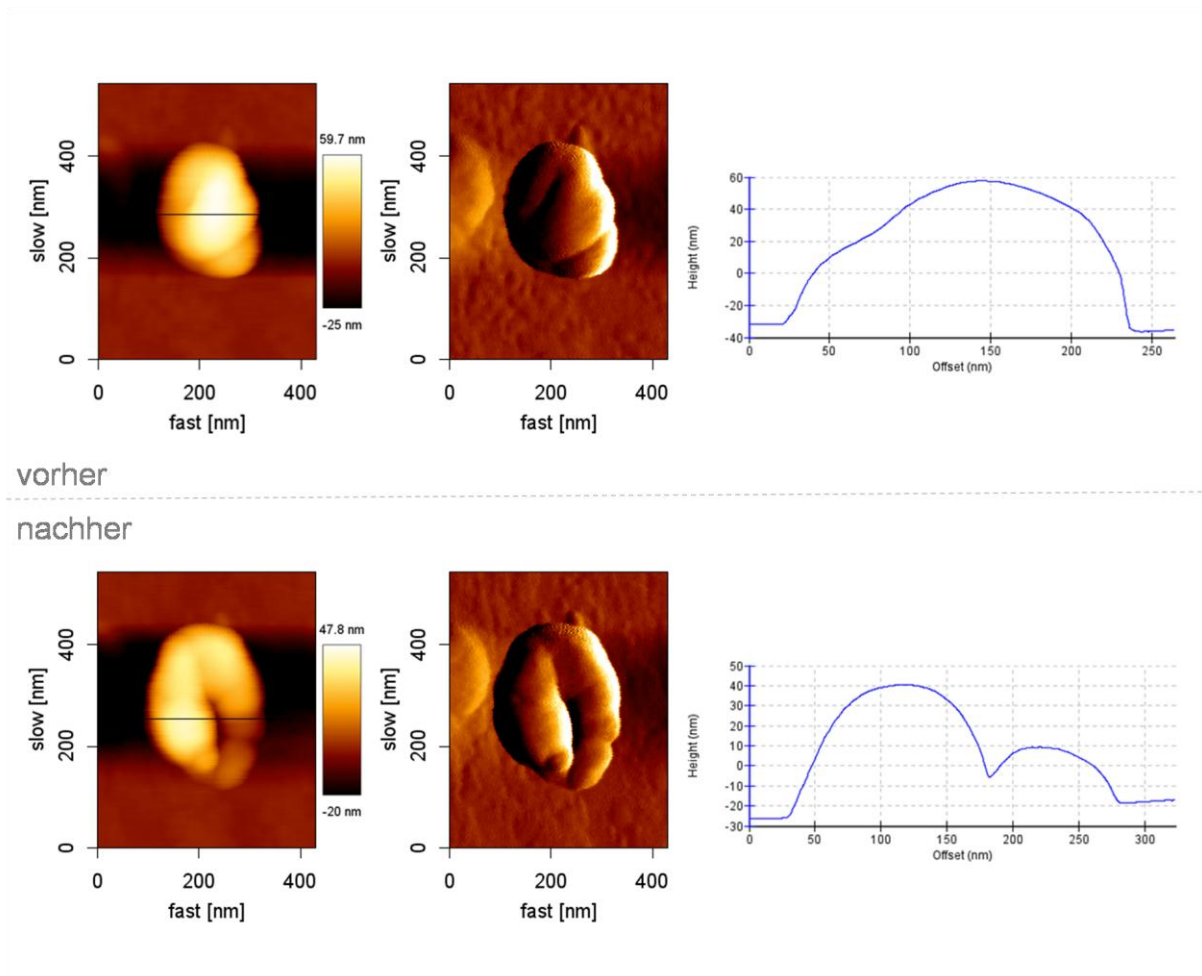 59.7 nm
-25 nm
slow [nm]
400
200
0
0 200 400
fast [nm]
slow [nm]
400
200
0
0 200 400
fast [nm]
Height (nm)
60
40
20
0
-20
-40
0 50 100 150 200 250
Offset (nm)
vorher
nachher
47.8 nm
-20 nm
slow [nm]
400
200
0
0 200 400
fast [nm]
slow [nm]
400
200
0
0 200 400
fast [nm]
Height (nm)
50
40
30
20
10
0
-10
-20
-30
0 50 100 150 200 250 300
Offset (nm)